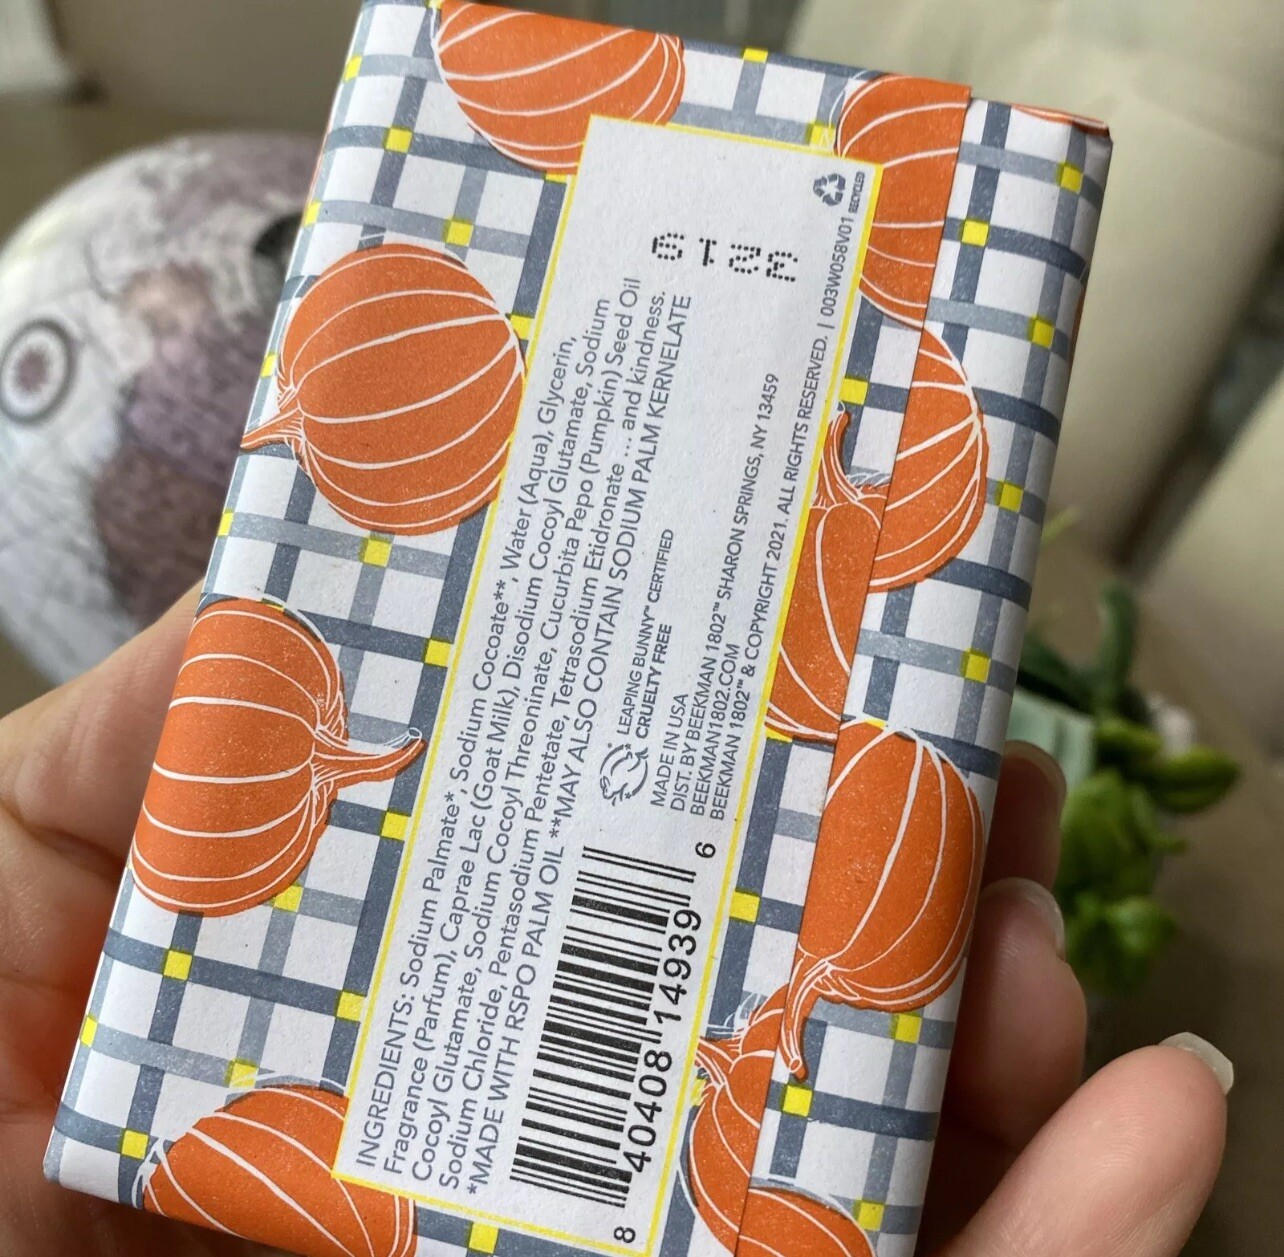 INGREDIENTS: Sodium Palmate*, Sodium Cocoate**, Water (Aqua), Glycerin,
Fragrance (Parfum), Caprae Lac (Goat Milk), Disodium Cocoyl Glutamate, Sodium
Cocoyl Glutamate, Sodium Cocoyl Threoninate, Cucurbita Pepo (Pumpkin) Seed Oil
Sodium Chloride, Pentasodium Pentetate, Tetrasodium Etidronate ... and kindness.
*MADE WITH RSPO PALM OIL **MAY ALSO CONTAIN SODIUM PALM KERNELATE
LEAPING BUNNY™ CERTIFIED
CRUELTY FREE
MADE IN USA
DIST. BY BEEKMAN 1802™ SHARON SPRINGS, NY 13459
BEEKMAN1802.COM
BEEKMAN 1802™ & COPYRIGHT 2021. ALL RIGHTS RESERVED. | 003W058V01
RECYCLED
8 40408 14939 6